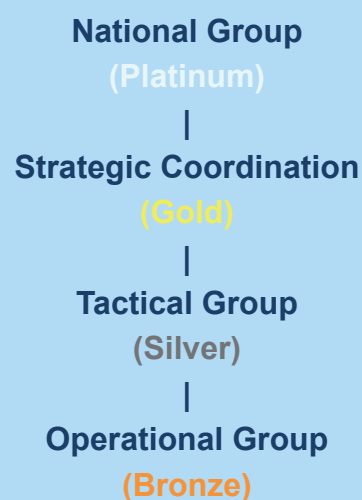 National Group
(Platinum)
|
Strategic Coordination
(Gold)
|
Tactical Group
(Silver)
|
Operational Group
(Bronze)